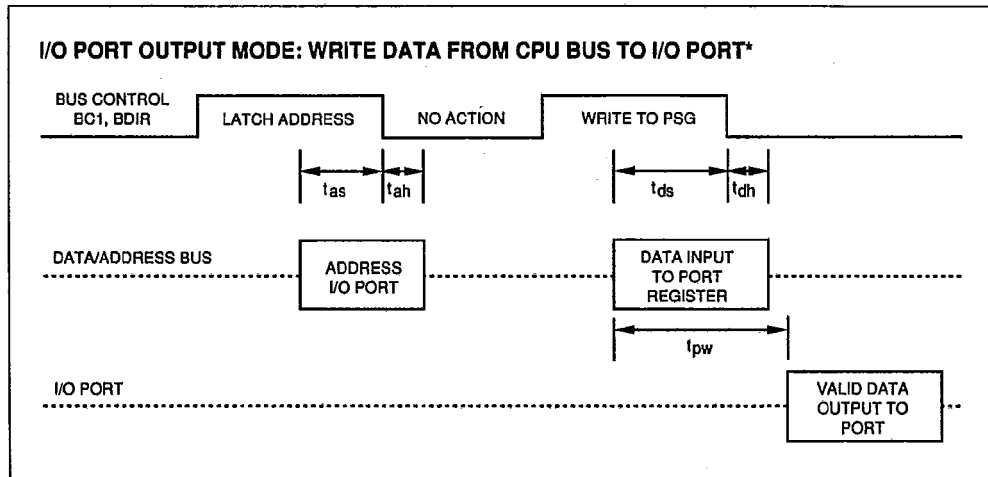 I/O PORT OUTPUT MODE: WRITE DATA FROM CPU BUS TO I/O PORT*
BUS CONTROL
BC1, BDIR
LATCH ADDRESS
NO ACTION
WRITE TO PSG
tas
tah
tds
tdh
DATA/ADDRESS BUS
ADDRESS
I/O PORT
DATA INPUT
TO PORT
REGISTER
tpw
I/O PORT
VALID DATA
OUTPUT TO
PORT